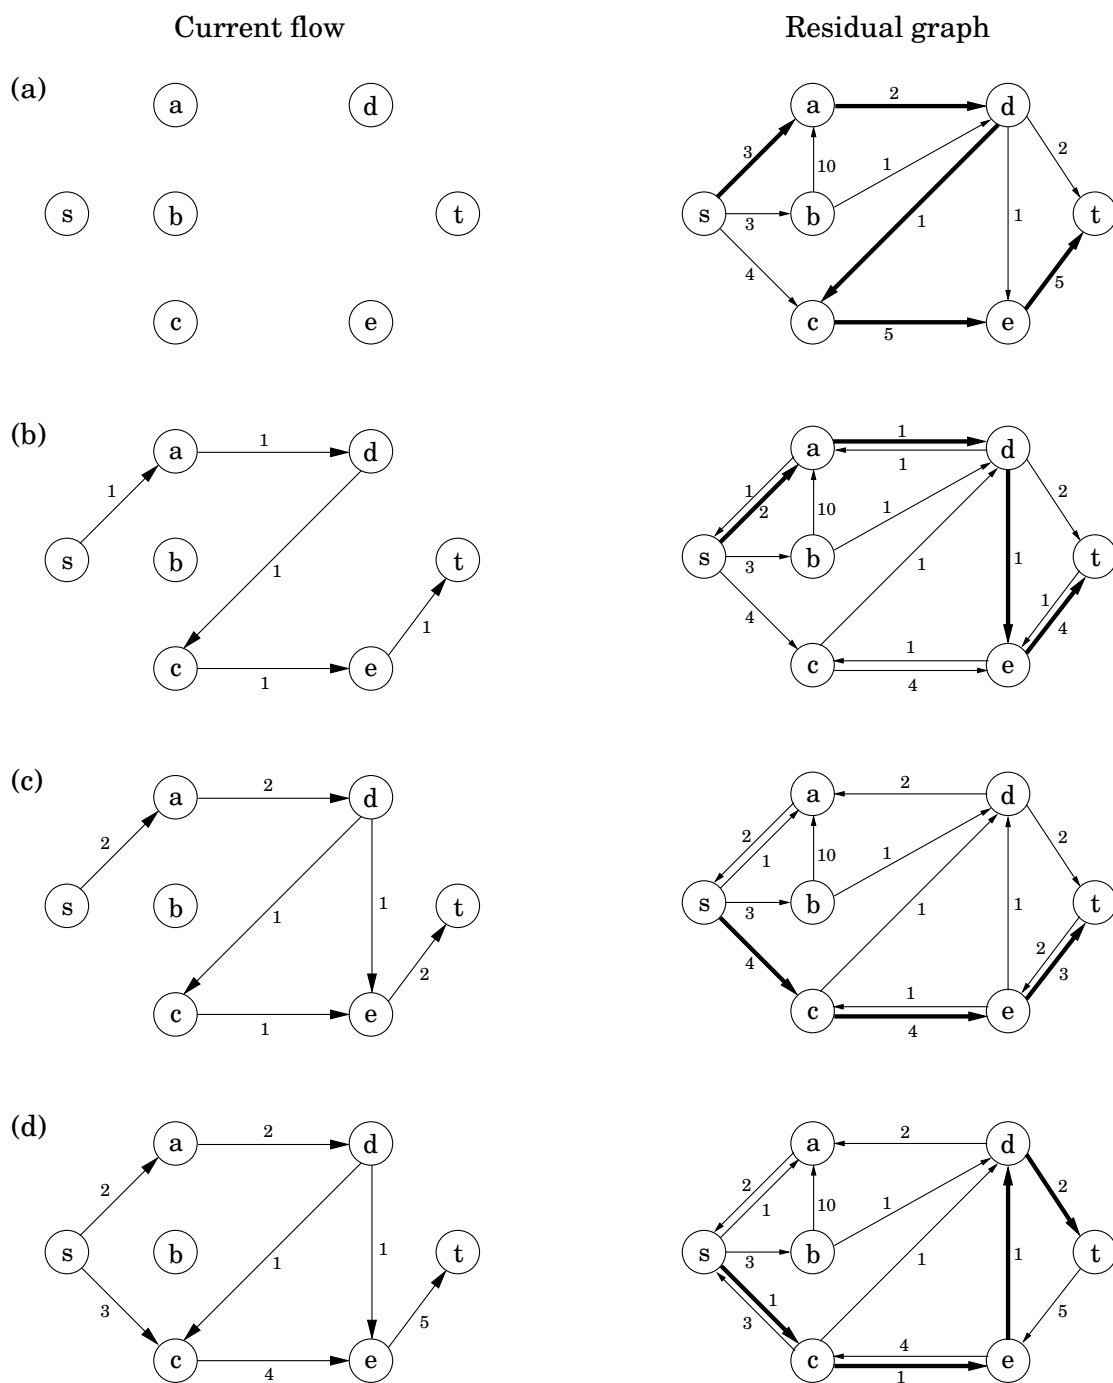 Current flow Residual graph
(a)
a d a 2 d
3 10 1 2
s b t s 3 b 1 1 t
4 5
c e c 5 e
(b)
a 1 d a 1 d
1
1 1 2 10 1 2
s b 1 t s 3 b 1 1 t
4 1 4
1
c 1 e c 1 e
4
(c)
a 2 d a 2 d
2 2 1 10 1 2
s b 1 1 t s 3 b 1 1 t
2 4 2 3
c 1 e c 1 e
4
(d)
a 2 d a 2 d
2 2 1 10 1 2
s b 1 1 t s 3 b 1 1 t
3 5 1 3 5
c 4 e c 4 e
1